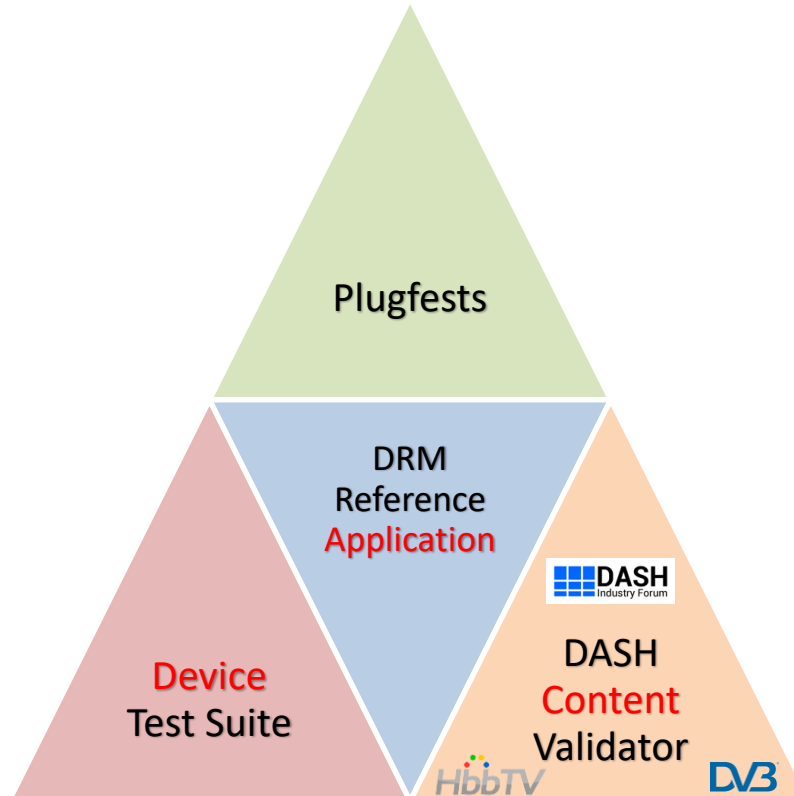 Plugfests
DRM
Reference
Application
DASH
Industry Forum
Device
Test Suite
DASH
Content
Validator
HbbTV
DVB